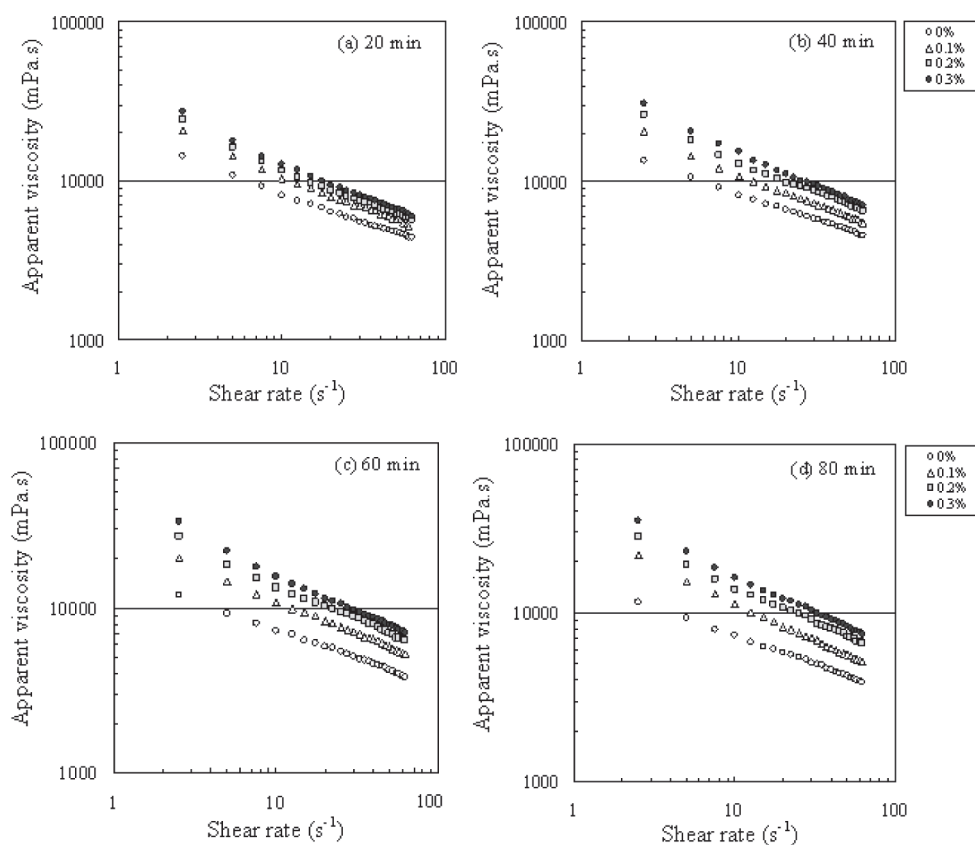 100000
(a) 20 min
10000
1000
1
10
100
Apparent viscosity (mPa.s)
Shear rate (s⁻¹)
100000
(b) 40 min
10000
1000
1
10
100
Apparent viscosity (mPa.s)
Shear rate (s⁻¹)
0%
0.1%
0.2%
0.3%
100000
(c) 60 min
10000
1000
1
10
100
Apparent viscosity (mPa.s)
Shear rate (s⁻¹)
100000
(d) 80 min
10000
1000
1
10
100
Apparent viscosity (mPa.s)
Shear rate (s⁻¹)
0%
0.1%
0.2%
0.3%